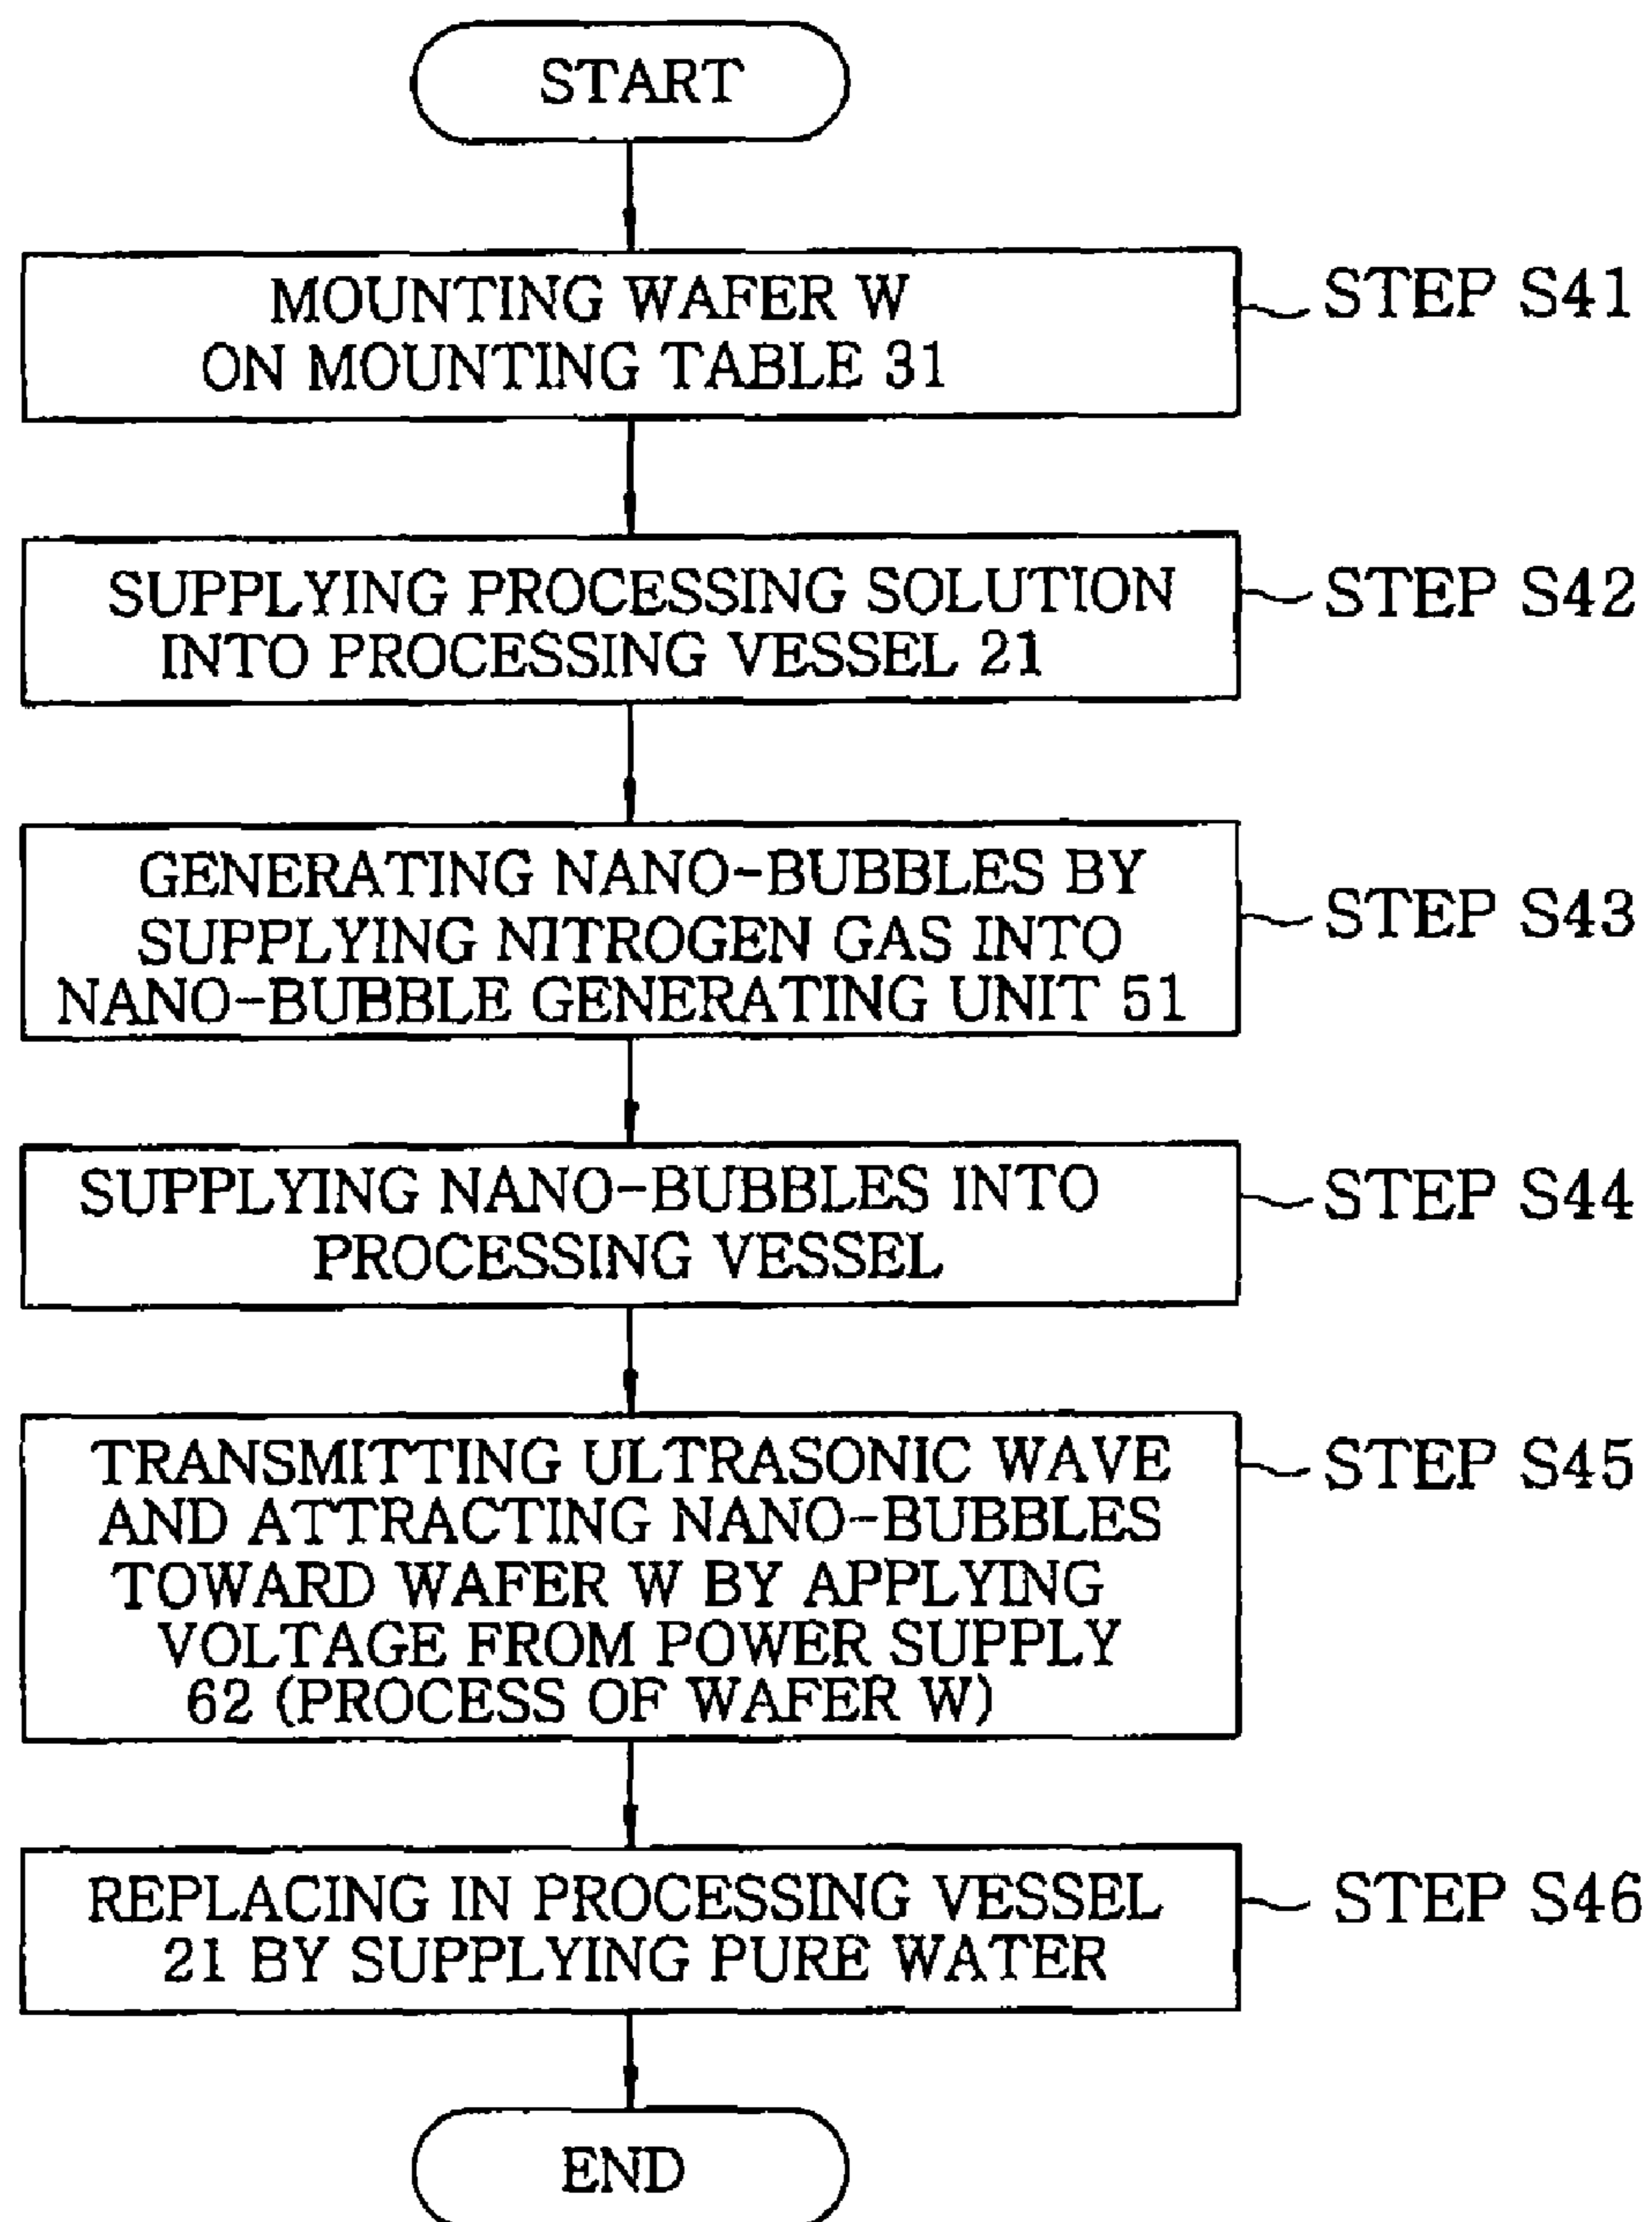 START
MOUNTING WAFER W
ON MOUNTING TABLE 31
STEP S41
SUPPLYING PROCESSING SOLUTION
INTO PROCESSING VESSEL 21
STEP S42
GENERATING NANO-BUBBLES BY
SUPPLYING NITROGEN GAS INTO
NANO-BUBBLE GENERATING UNIT 51
STEP S43
SUPPLYING NANO-BUBBLES INTO
PROCESSING VESSEL
STEP S44
TRANSMITTING ULTRASONIC WAVE
AND ATTRACTING NANO-BUBBLES
TOWARD WAFER W BY APPLYING
VOLTAGE FROM POWER SUPPLY
62 (PROCESS OF WAFER W)
STEP S45
REPLACING IN PROCESSING VESSEL
21 BY SUPPLYING PURE WATER
STEP S46
END